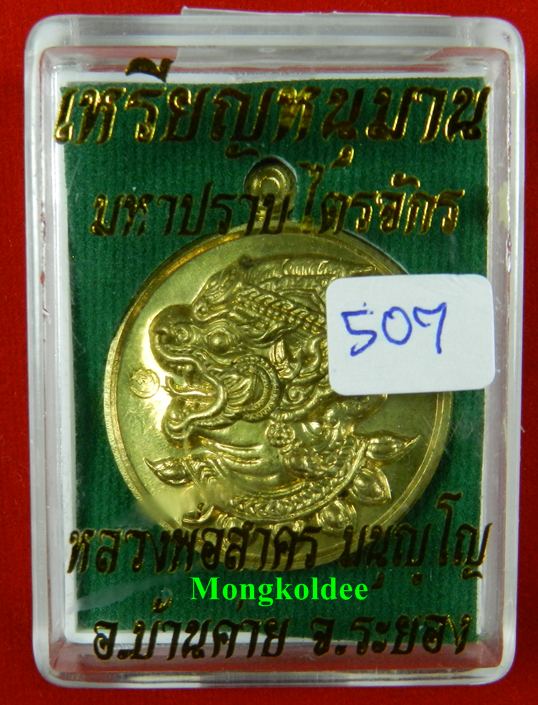 เหรียญหนุมาน
มหาปราบไตรจักร
507
หลวงพ่อสาคร มนุญฺโญ
Mongkoldee
อ.บ้านค่าย จ.ระยอง